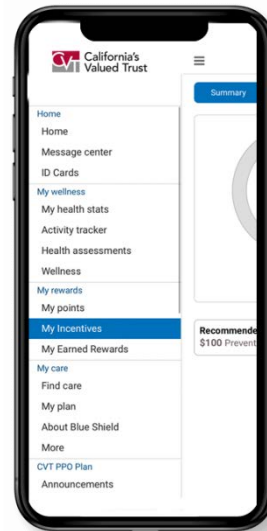 CVT
California's
Valued Trust
Summary
Home
Home
Message center
ID Cards
My wellness
My health stats
Activity tracker
Health assessments
Wellness
My rewards
My points
My Incentives
My Earned Rewards
Recommende
$100 Prevent
My care
Find care
My plan
About Blue Shield
More
CVT PPO Plan
Announcements